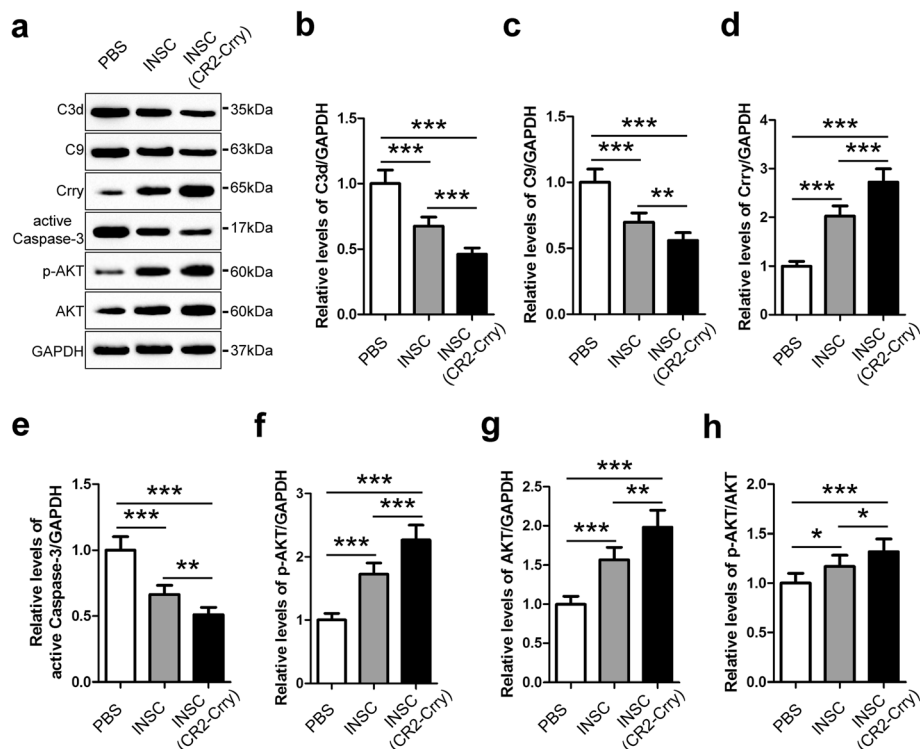 a
PBS
INSC
INSC
(CR2-Crry)
C3d
35kDa
C9
63kDa
Crry
65kDa
active
Caspase-3
17kDa
p-AKT
60kDa
AKT
60kDa
GAPDH
37kDa
b
Relative levels of C3d/GAPDH
1.5
1.0
0.5
0.0
***
***
***
PBS
INSC
INSC
(CR2-Crry)
c
Relative levels of C9/GAPDH
1.5
1.0
0.5
0.0
***
***
**
PBS
INSC
INSC
(CR2-Crry)
d
Relative levels of Crry/GAPDH
4
3
2
1
0
***
***
***
PBS
INSC
INSC
(CR2-Crry)
e
Relative levels of
active Caspase-3/GAPDH
1.5
1.0
0.5
0.0
***
***
**
PBS
INSC
INSC
(CR2-Crry)
f
Relative levels of p-AKT/GAPDH
3
2
1
0
***
***
***
PBS
INSC
INSC
(CR2-Crry)
g
Relative levels of AKT/GAPDH
2.5
2.0
1.5
1.0
0.5
0.0
***
**
***
PBS
INSC
INSC
(CR2-Crry)
h
Relative levels of p-AKT/AKT
2.0
1.5
1.0
0.5
0.0
***
*
*
PBS
INSC
INSC
(CR2-Crry)